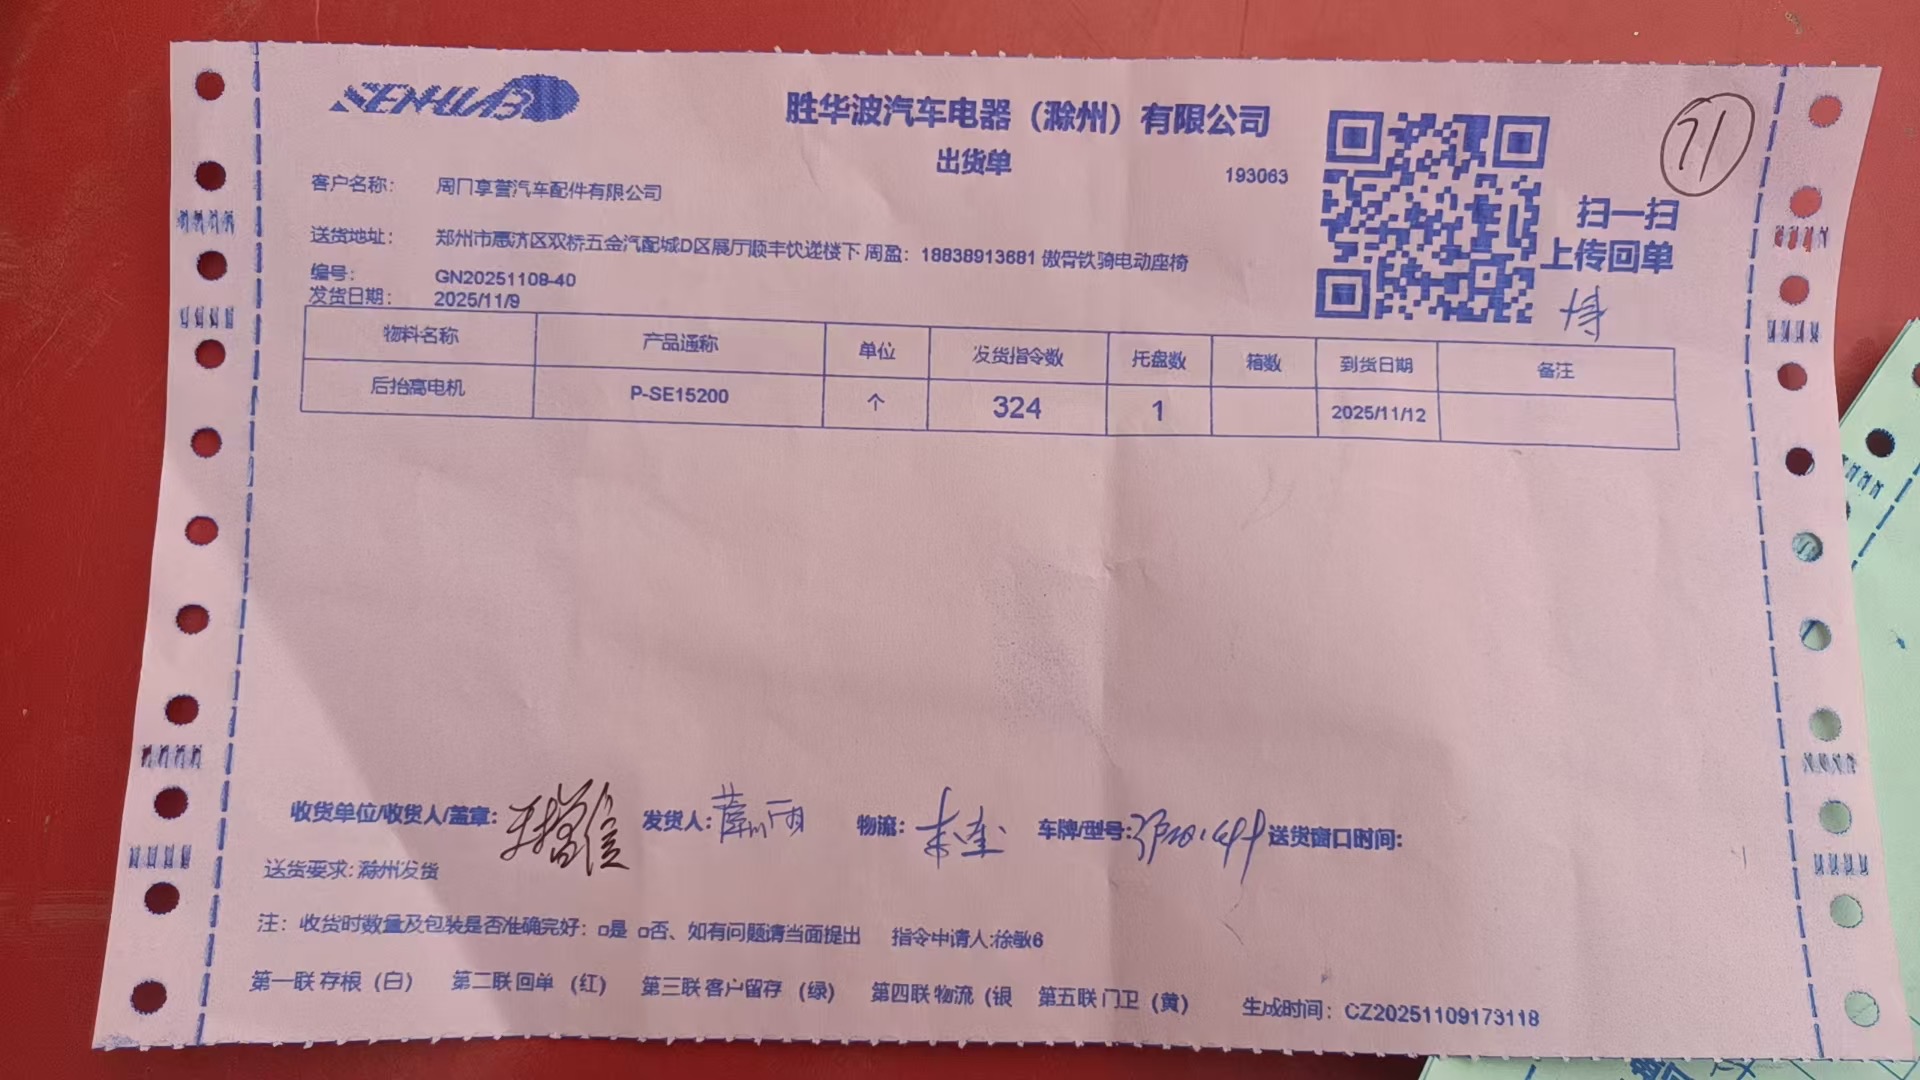 SENHUAB
胜华波汽车电器（滁州）有限公司
71
出货单
193063
扫一扫
上传回单
客户名称: 周口享誉汽车配件有限公司
送货地址: 郑州市惠济区双桥五金汽配城D区展厅顺丰快递楼下 周盈: 18838913681 傲骨铁骑电动座椅
编号: GN20251108-40
发货日期: 2025/11/9
物料名称 产品通称 单位 发货指令数 托盘数 箱数 到货日期 备注
后抬高电机 P-SE15200 个 324 1 2025/11/12
收货单位/收货人/盖章: 发货人: 物流: 车牌/型号: 送货窗口时间:
送货要求: 滁州发货
注: 收货时数量及包装是否准确完好: □是 □否、如有问题请当面提出 指令申请人:徐敏6
第一联 存根（白） 第二联 回单（红） 第三联 客户留存（绿） 第四联 物流（银 第五联 门卫（黄） 生成时间: CZ20251109173118